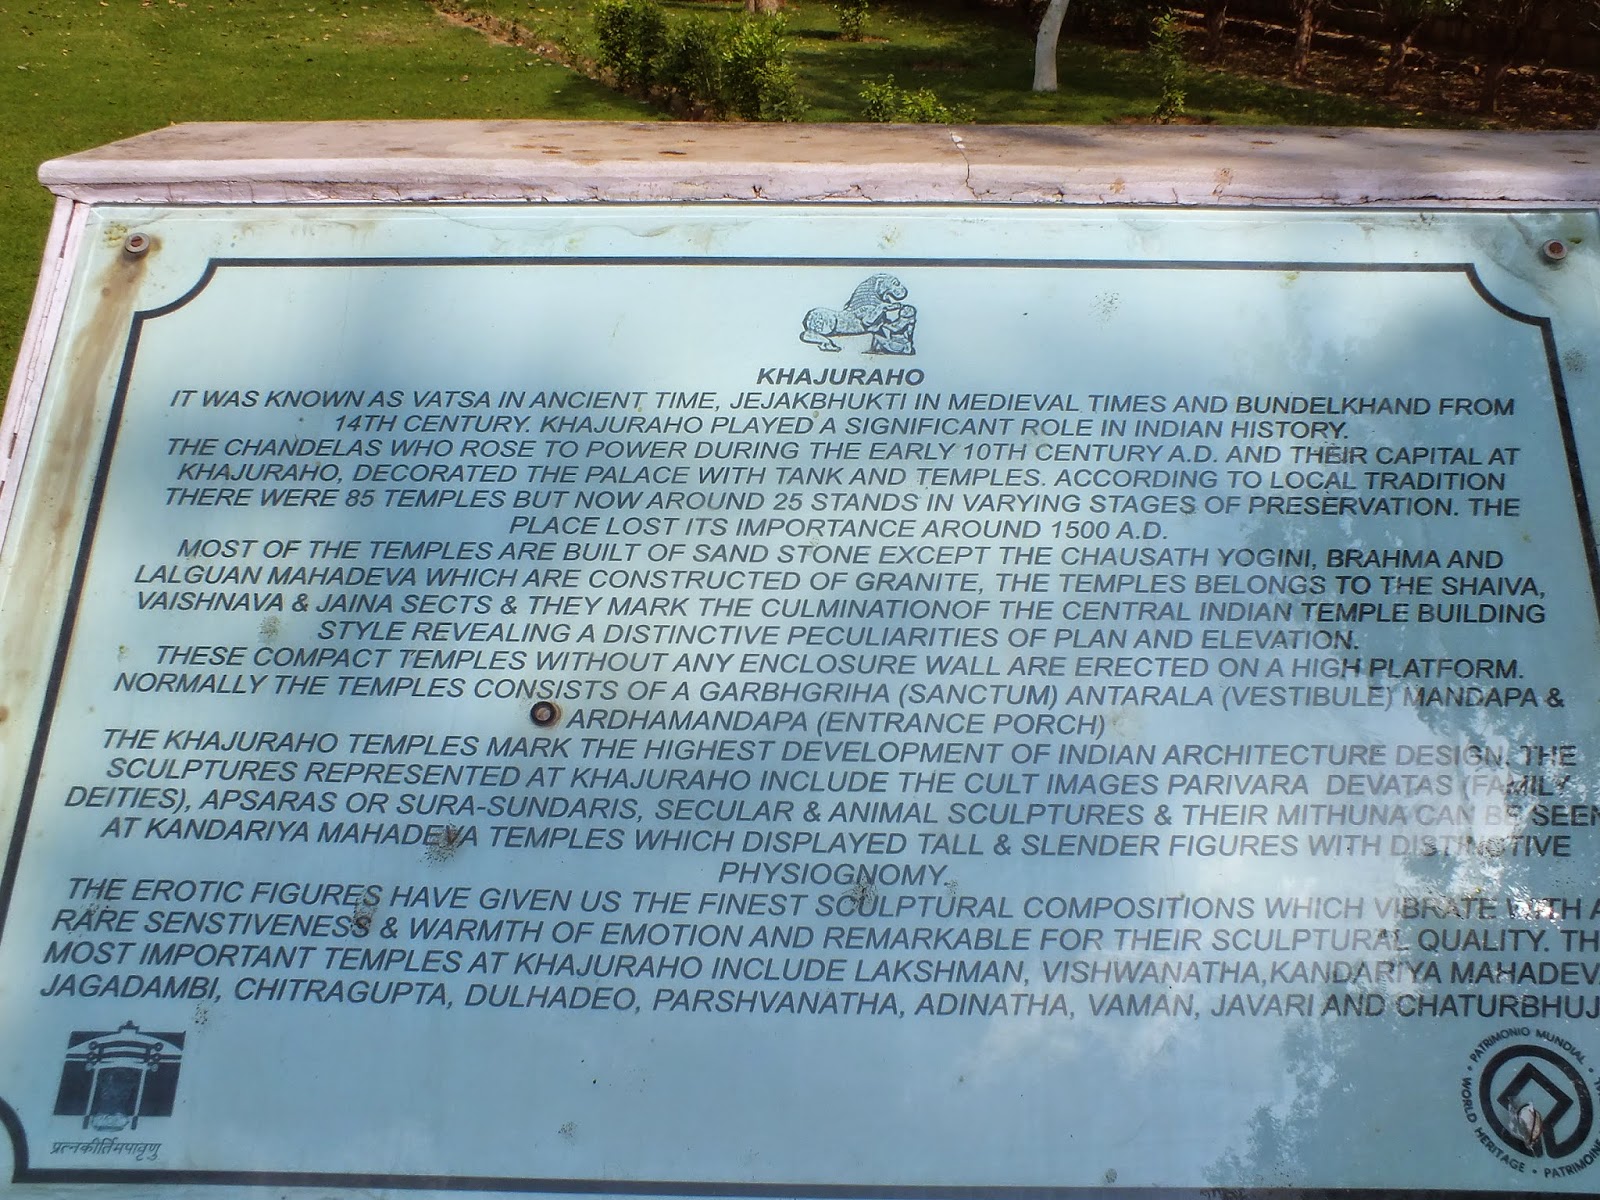 KHAJURAHO
IT WAS KNOWN AS VATSA IN ANCIENT TIME, JEJAKBHUKTI IN MEDIEVAL TIMES AND BUNDELKHAND FROM
14TH CENTURY. KHAJURAHO PLAYED A SIGNIFICANT ROLE IN INDIAN HISTORY.
THE CHANDELAS WHO ROSE TO POWER DURING THE EARLY 10TH CENTURY A.D. AND THEIR CAPITAL AT
KHAJURAHO, DECORATED THE PALACE WITH TANK AND TEMPLES. ACCORDING TO LOCAL TRADITION
THERE WERE 85 TEMPLES BUT NOW AROUND 25 STANDS IN VARYING STAGES OF PRESERVATION. THE
PLACE LOST ITS IMPORTANCE AROUND 1500 A.D.
MOST OF THE TEMPLES ARE BUILT OF SAND STONE EXCEPT THE CHAUSATH YOGINI, BRAHMA AND
LALGUAN MAHADEVA WHICH ARE CONSTRUCTED OF GRANITE, THE TEMPLES BELONGS TO THE SHAIVA,
VAISHNAVA & JAINA SECTS & THEY MARK THE CULMINATIONOF THE CENTRAL INDIAN TEMPLE BUILDING
STYLE REVEALING A DISTINCTIVE PECULIARITIES OF PLAN AND ELEVATION.
THESE COMPACT TEMPLES WITHOUT ANY ENCLOSURE WALL ARE ERECTED ON A HIGH PLATFORM.
NORMALLY THE TEMPLES CONSISTS OF A GARBHGRIHA (SANCTUM) ANTARALA (VESTIBULE) MANDAPA &
ARDHAMANDAPA (ENTRANCE PORCH)
THE KHAJURAHO TEMPLES MARK THE HIGHEST DEVELOPMENT OF INDIAN ARCHITECTURE DESIGN. THE
SCULPTURES REPRESENTED AT KHAJURAHO INCLUDE THE CULT IMAGES PARIVARA DEVATAS (FAMILY
DEITIES), APSARAS OR SURA-SUNDARIS, SECULAR & ANIMAL SCULPTURES & THEIR MITHUNA CAN BE SEEN
AT KANDARIYA MAHADEVA TEMPLES WHICH DISPLAYED TALL & SLENDER FIGURES WITH DISTINCTIVE
PHYSIOGNOMY.
THE EROTIC FIGURES HAVE GIVEN US THE FINEST SCULPTURAL COMPOSITIONS WHICH VIBRATE WITH A
RARE SENSTIVENESS & WARMTH OF EMOTION AND REMARKABLE FOR THEIR SCULPTURAL QUALITY. TH
MOST IMPORTANT TEMPLES AT KHAJURAHO INCLUDE LAKSHMAN, VISHWANATHA,KANDARIYA MAHADEV
JAGADAMBI, CHITRAGUPTA, DULHADEO, PARSHVANATHA, ADINATHA, VAMAN, JAVARI AND CHATURBHUJ
प्रत्नकीर्तिमपावृणु
WORLD HERITAGE • PATRIMONIO MUNDIAL •
PATRIMOINE